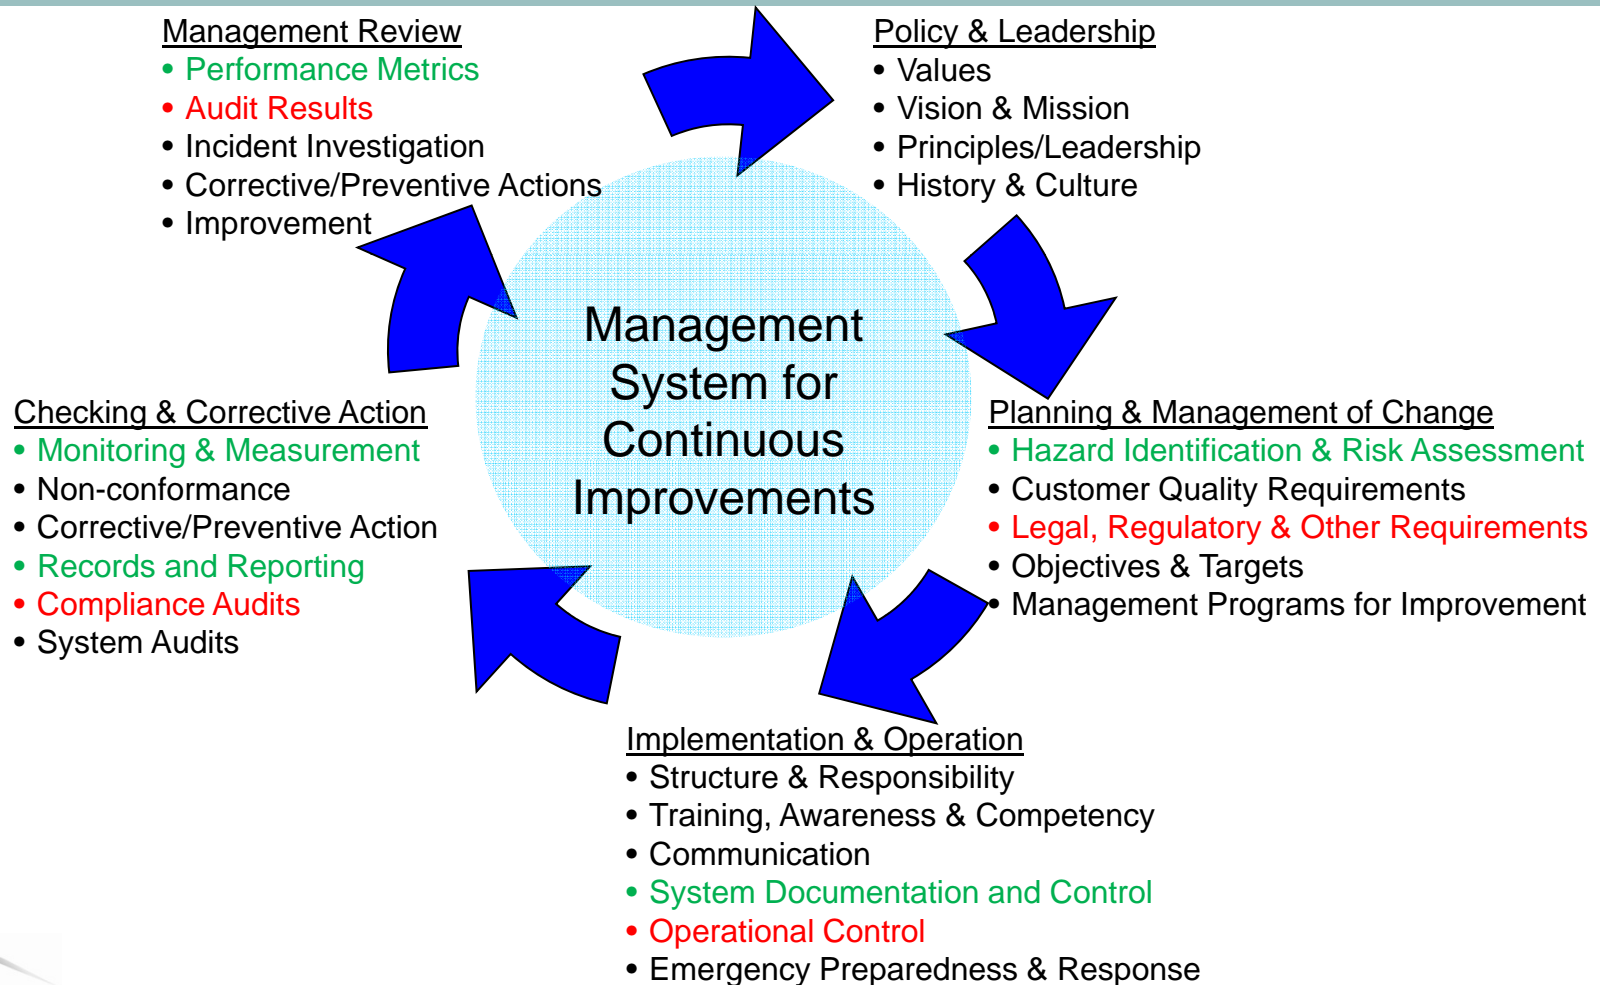 Management Review
• Performance Metrics
• Audit Results
• Incident Investigation
• Corrective/Preventive Actions
• Improvement
Policy & Leadership
• Values
• Vision & Mission
• Principles/Leadership
• History & Culture
Management
System for
Continuous
Improvements
Planning & Management of Change
• Hazard Identification & Risk Assessment
• Customer Quality Requirements
• Legal, Regulatory & Other Requirements
• Objectives & Targets
• Management Programs for Improvement
Checking & Corrective Action
• Monitoring & Measurement
• Non-conformance
• Corrective/Preventive Action
• Records and Reporting
• Compliance Audits
• System Audits
Implementation & Operation
• Structure & Responsibility
• Training, Awareness & Competency
• Communication
• System Documentation and Control
• Operational Control
• Emergency Preparedness & Response